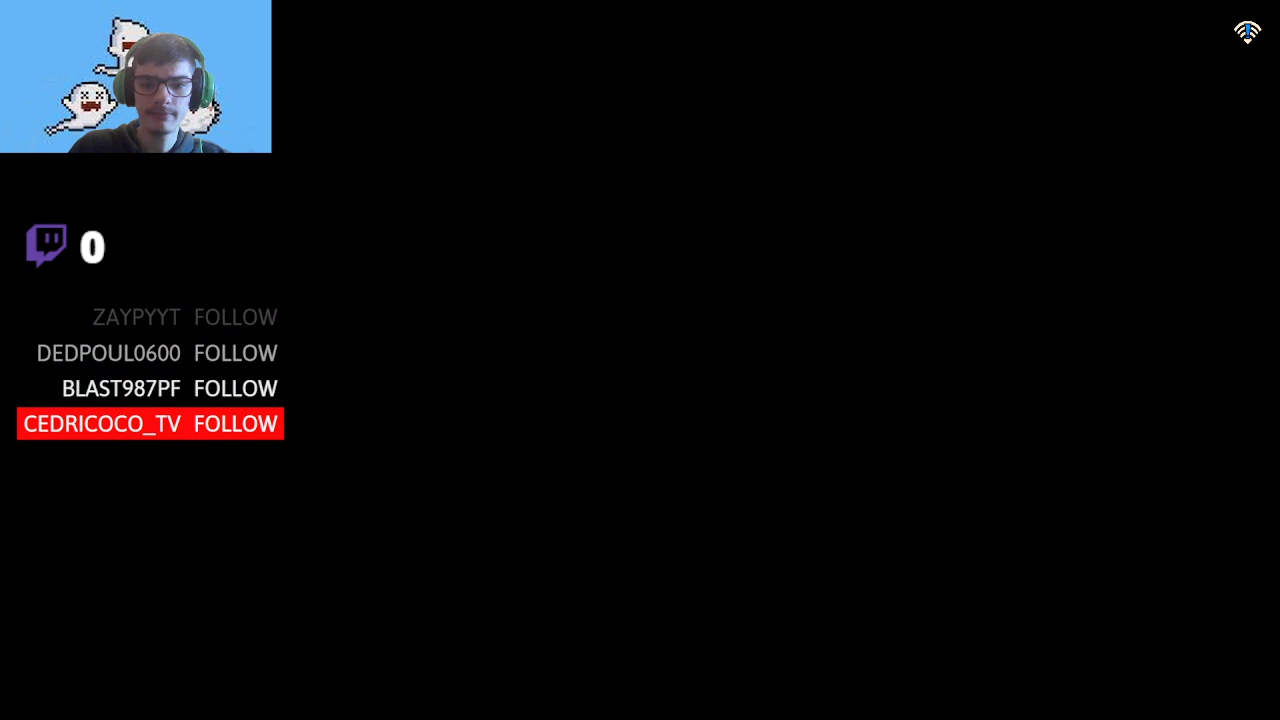 0
ZAYPYYT FOLLOW
DEDPOUL0600 FOLLOW
BLAST987PF FOLLOW
CEDRICOCO_TV FOLLOW